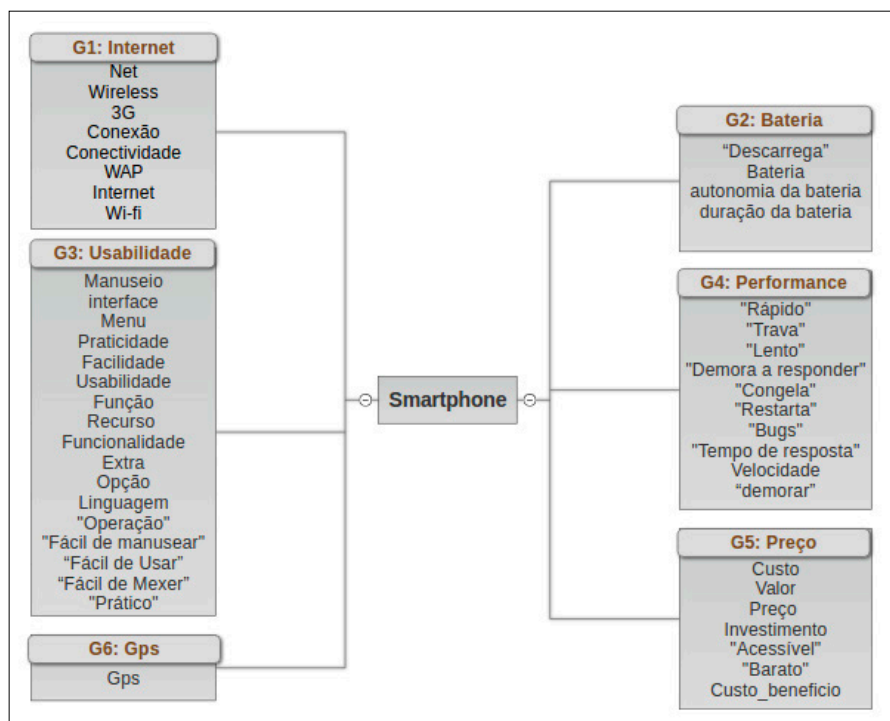 G1: Internet
Net
Wireless
3G
Conexão
Conectividade
WAP
Internet
Wi-fi
G3: Usabilidade
Manuseio
interface
Menu
Praticidade
Facilidade
Usabilidade
Função
Recurso
Funcionalidade
Extra
Opção
Linguagem
"Operação"
"Fácil de manusear"
“Fácil de Usar”
“Fácil de Mexer”
"Prático"
G6: Gps
Gps
Smartphone
G2: Bateria
“Descarrega”
Bateria
autonomia da bateria
duração da bateria
G4: Performance
"Rápido"
"Trava"
"Lento"
"Demora a responder"
"Congela"
"Restarta"
"Bugs"
"Tempo de resposta"
Velocidade
“demorar”
G5: Preço
Custo
Valor
Preço
Investimento
"Acessível"
"Barato"
Custo_beneficio